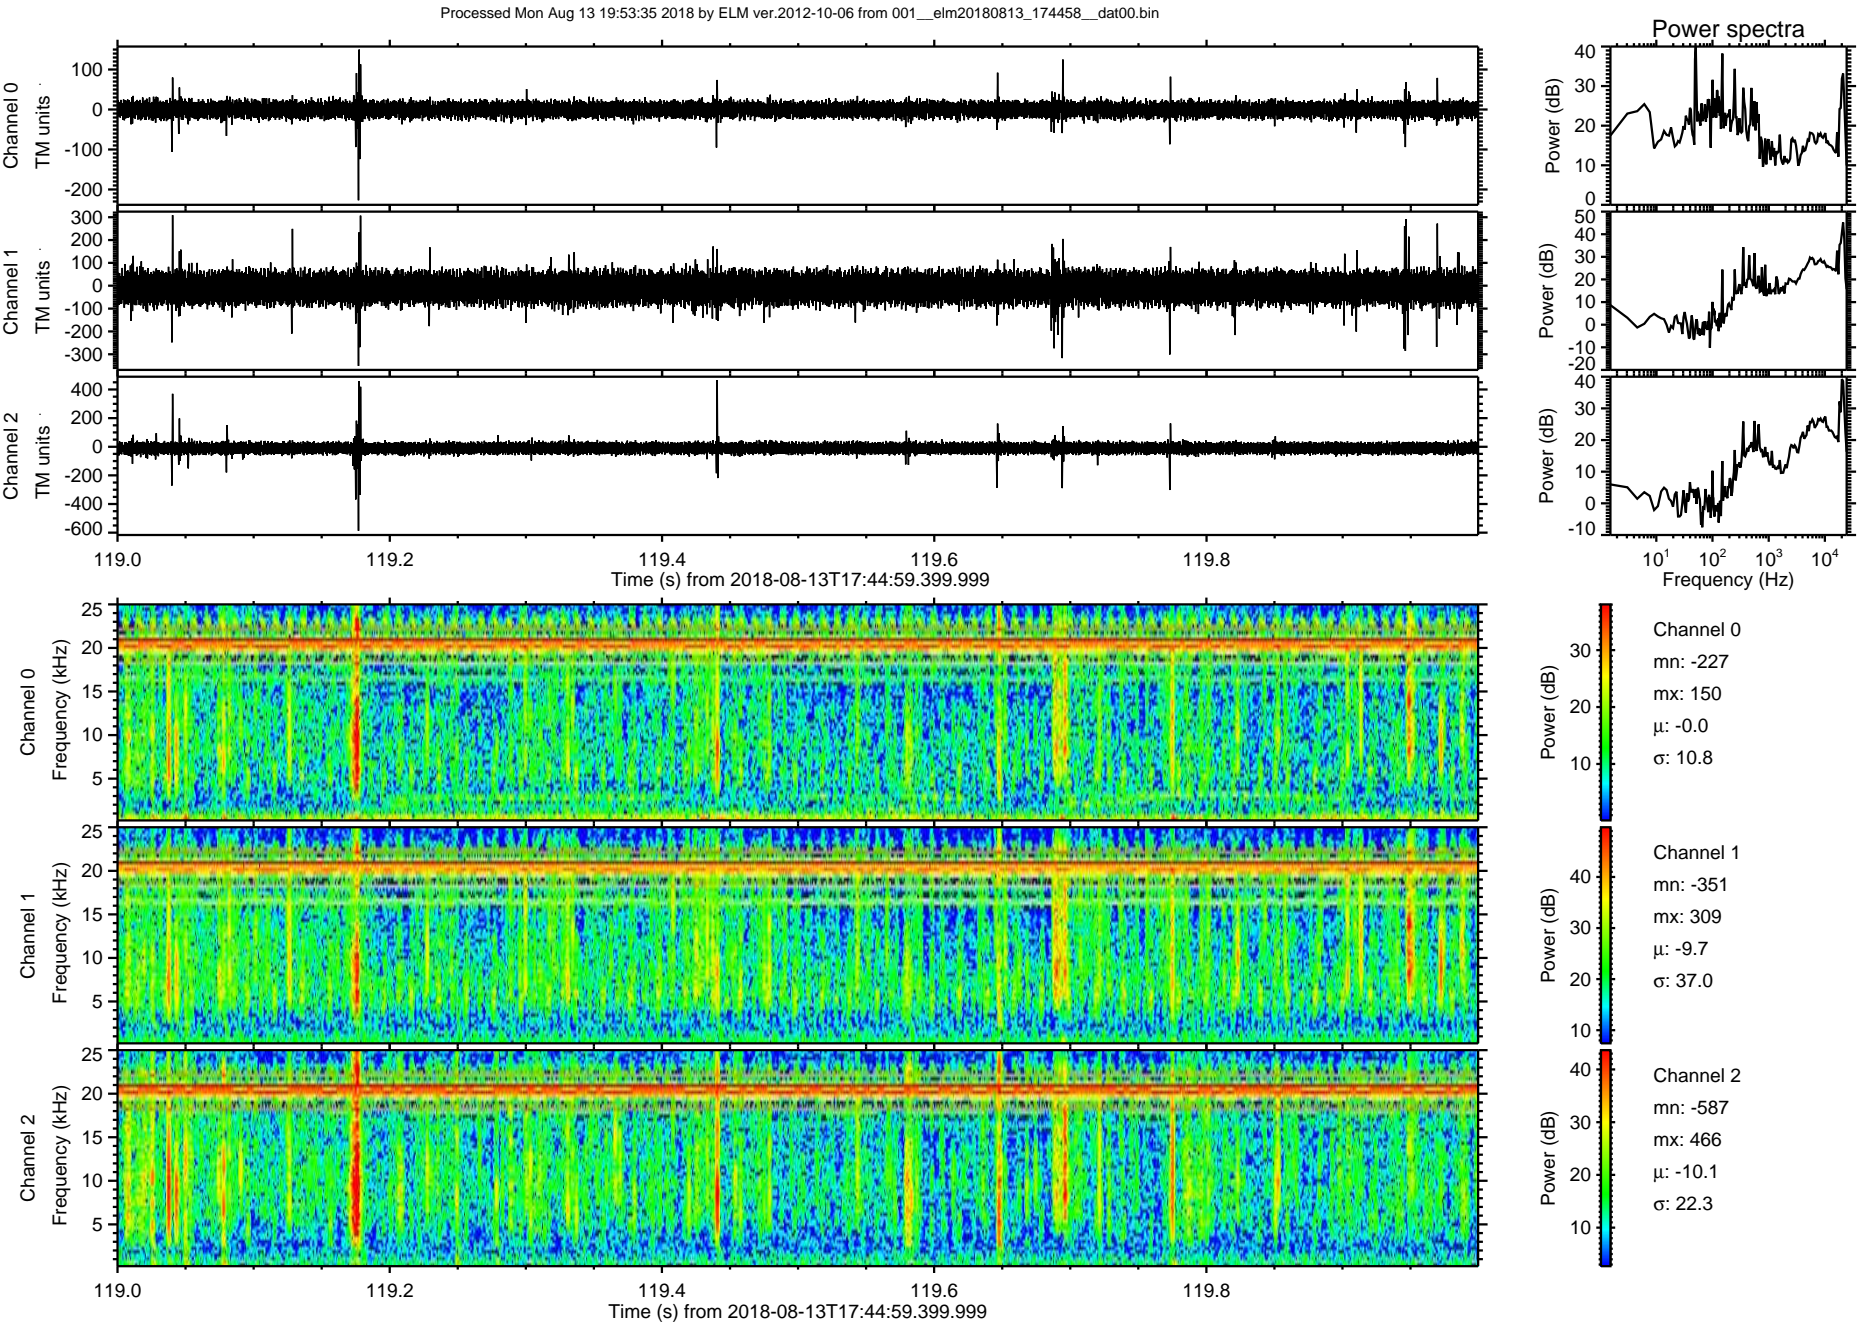 Processed Mon Aug 13 19:53:35 2018 by ELM ver.2012-10-06 from 001__elm20180813_174458__dat00.bin
Power spectra
Channel 0
TM units
100
0
-100
-200
Power (dB)
40
30
20
10
0
Channel 1
TM units
300
200
100
0
-100
-200
-300
Power (dB)
50
40
30
20
10
0
-10
-20
Channel 2
TM units
400
200
0
-200
-400
-600
Power (dB)
40
30
20
10
0
-10
119.0 119.2 119.4 119.6 119.8
Time (s) from 2018-08-13T17:44:59.399.999
10¹ 10² 10³ 10⁴
Frequency (Hz)
Channel 0
Frequency (kHz)
25
20
15
10
5
Power (dB)
30
20
10
Channel 0
mn: -227
mx: 150
μ: -0.0
σ: 10.8
Channel 1
Frequency (kHz)
25
20
15
10
5
Power (dB)
40
30
20
10
Channel 1
mn: -351
mx: 309
μ: -9.7
σ: 37.0
Channel 2
Frequency (kHz)
25
20
15
10
5
Power (dB)
40
30
20
10
Channel 2
mn: -587
mx: 466
μ: -10.1
σ: 22.3
119.0 119.2 119.4 119.6 119.8
Time (s) from 2018-08-13T17:44:59.399.999